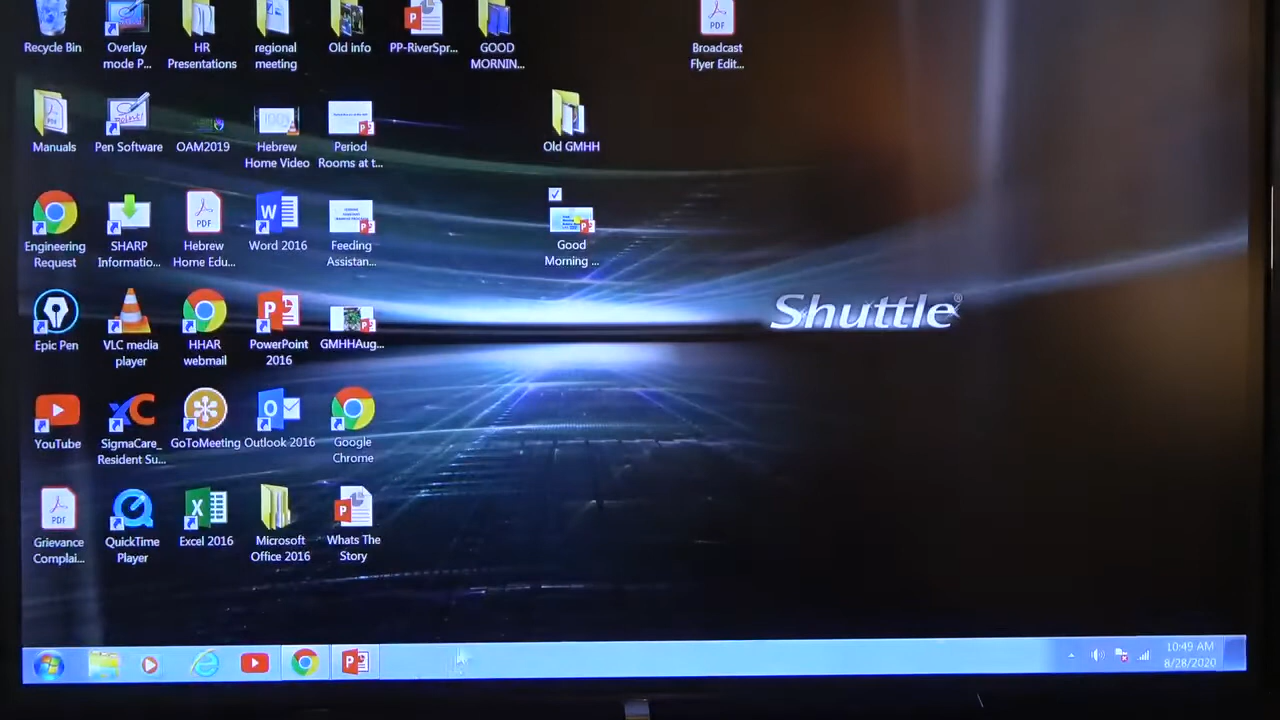 Recycle Bin
Overlay
mode P...
HR
Presentations
regional
meeting
Old info
PP-RiverSpr...
GOOD
MORNIN...
PDF
Broadcast
Flyer Edit...
Manuals
Pen Software
OAM2019
Hebrew
Home Video
Period
Rooms at t...
Old GMHH
Engineering
Request
SHARP
Informatio...
PDF
Hebrew
Home Edu...
Word 2016
Feeding
Assistan...
Good
Morning ...
Epic Pen
VLC media
player
HHAR
webmail
PowerPoint
2016
GMHHAug...
Shuttle®
YouTube
SigmaCare_
Resident Su...
GoToMeeting
Outlook 2016
Google
Chrome
PDF
Grievance
Complai...
QuickTime
Player
Excel 2016
Microsoft
Office 2016
Whats The
Story
10:49 AM
8/28/2020